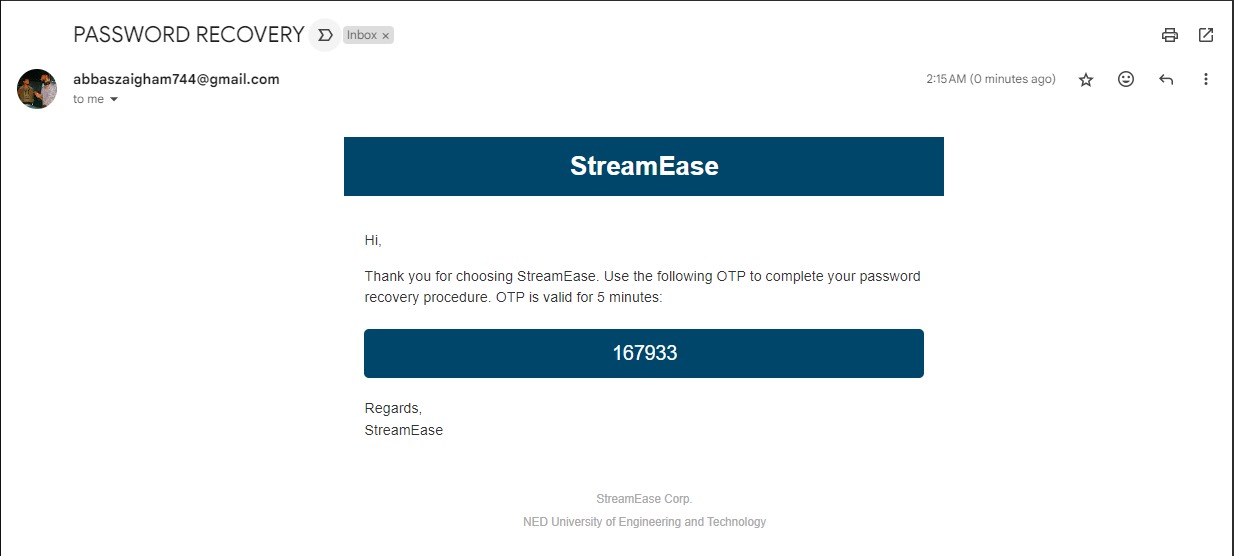 PASSWORD RECOVERY Inbox ×
abbaszaigham744@gmail.com 2:15 AM (0 minutes ago)
to me
StreamEase
Hi,
Thank you for choosing StreamEase. Use the following OTP to complete your password
recovery procedure. OTP is valid for 5 minutes:
167933
Regards,
StreamEase
StreamEase Corp.
NED University of Engineering and Technology